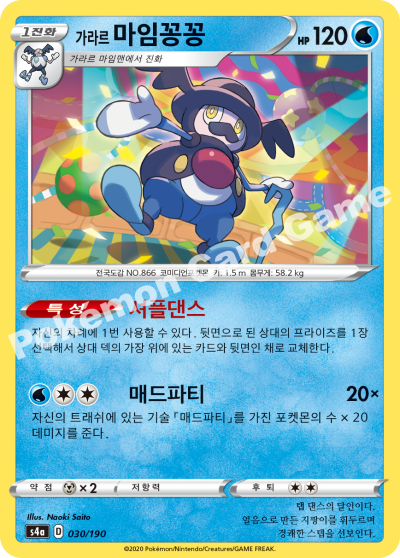 1진화
가라르 마임꽁꽁
HP 120
가라르 마임맨에서 진화
전국도감 NO.866 코미디언포켓몬 키: 1.5 m 몸무게: 58.2 kg
특성 셔플댄스
자신의 차례에 1번 사용할 수 있다. 뒷면으로 된 상대의 프라이즈를 1장
선택해서 상대 덱의 가장 위에 있는 카드와 뒷면인 채로 교체한다.
매드파티 20×
자신의 트래쉬에 있는 기술 「매드파티」를 가진 포켓몬의 수 × 20
데미지를 준다.
약점 ×2 저항력 후퇴
Illus. Naoki Saito
탭 댄스의 달인이다.
얼음으로 만든 지팡이를 휘두르며
경쾌한 스텝을 선보인다.
s4a D 030/190
©2020 Pokémon/Nintendo/Creatures/GAME FREAK.
Pokémon Card Game